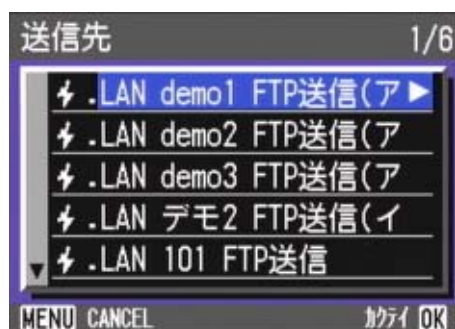 送信先 1/6
.LAN demo1 FTP送信(ア
.LAN demo2 FTP送信(ア
.LAN demo3 FTP送信(ア
.LAN デモ2 FTP送信(イ
.LAN 101 FTP送信
MENU CANCEL ｶｸﾃｲ OK